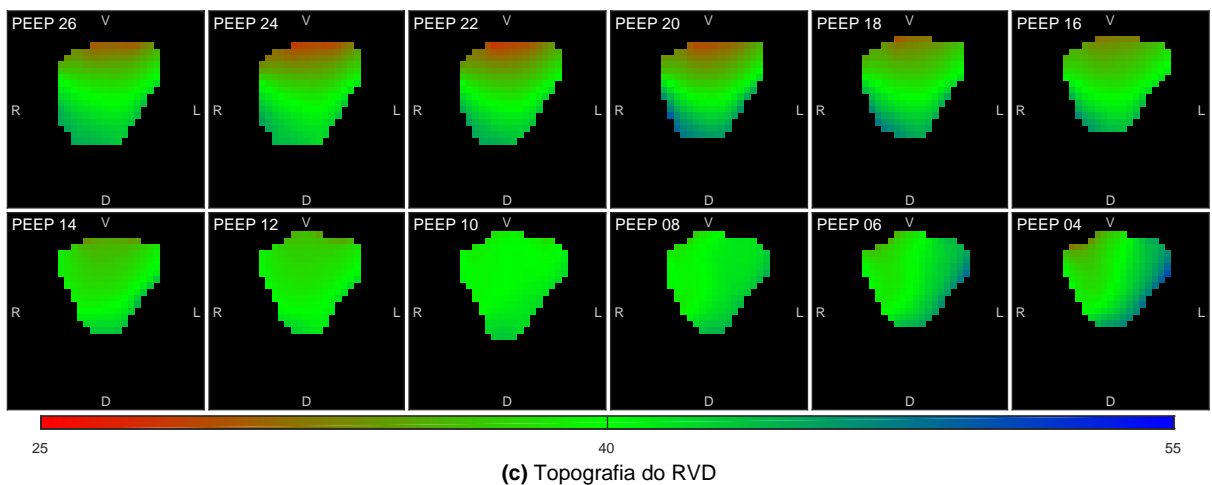 PEEP 26 V PEEP 24 V PEEP 22 V PEEP 20 V PEEP 18 V PEEP 16 V
R L R L R L R L R L R L
D D D D D D
PEEP 14 V PEEP 12 V PEEP 10 V PEEP 08 V PEEP 06 V PEEP 04 V
R L R L R L R L R L R L
D D D D D D
25 40 55
(c) Topografia do RVD